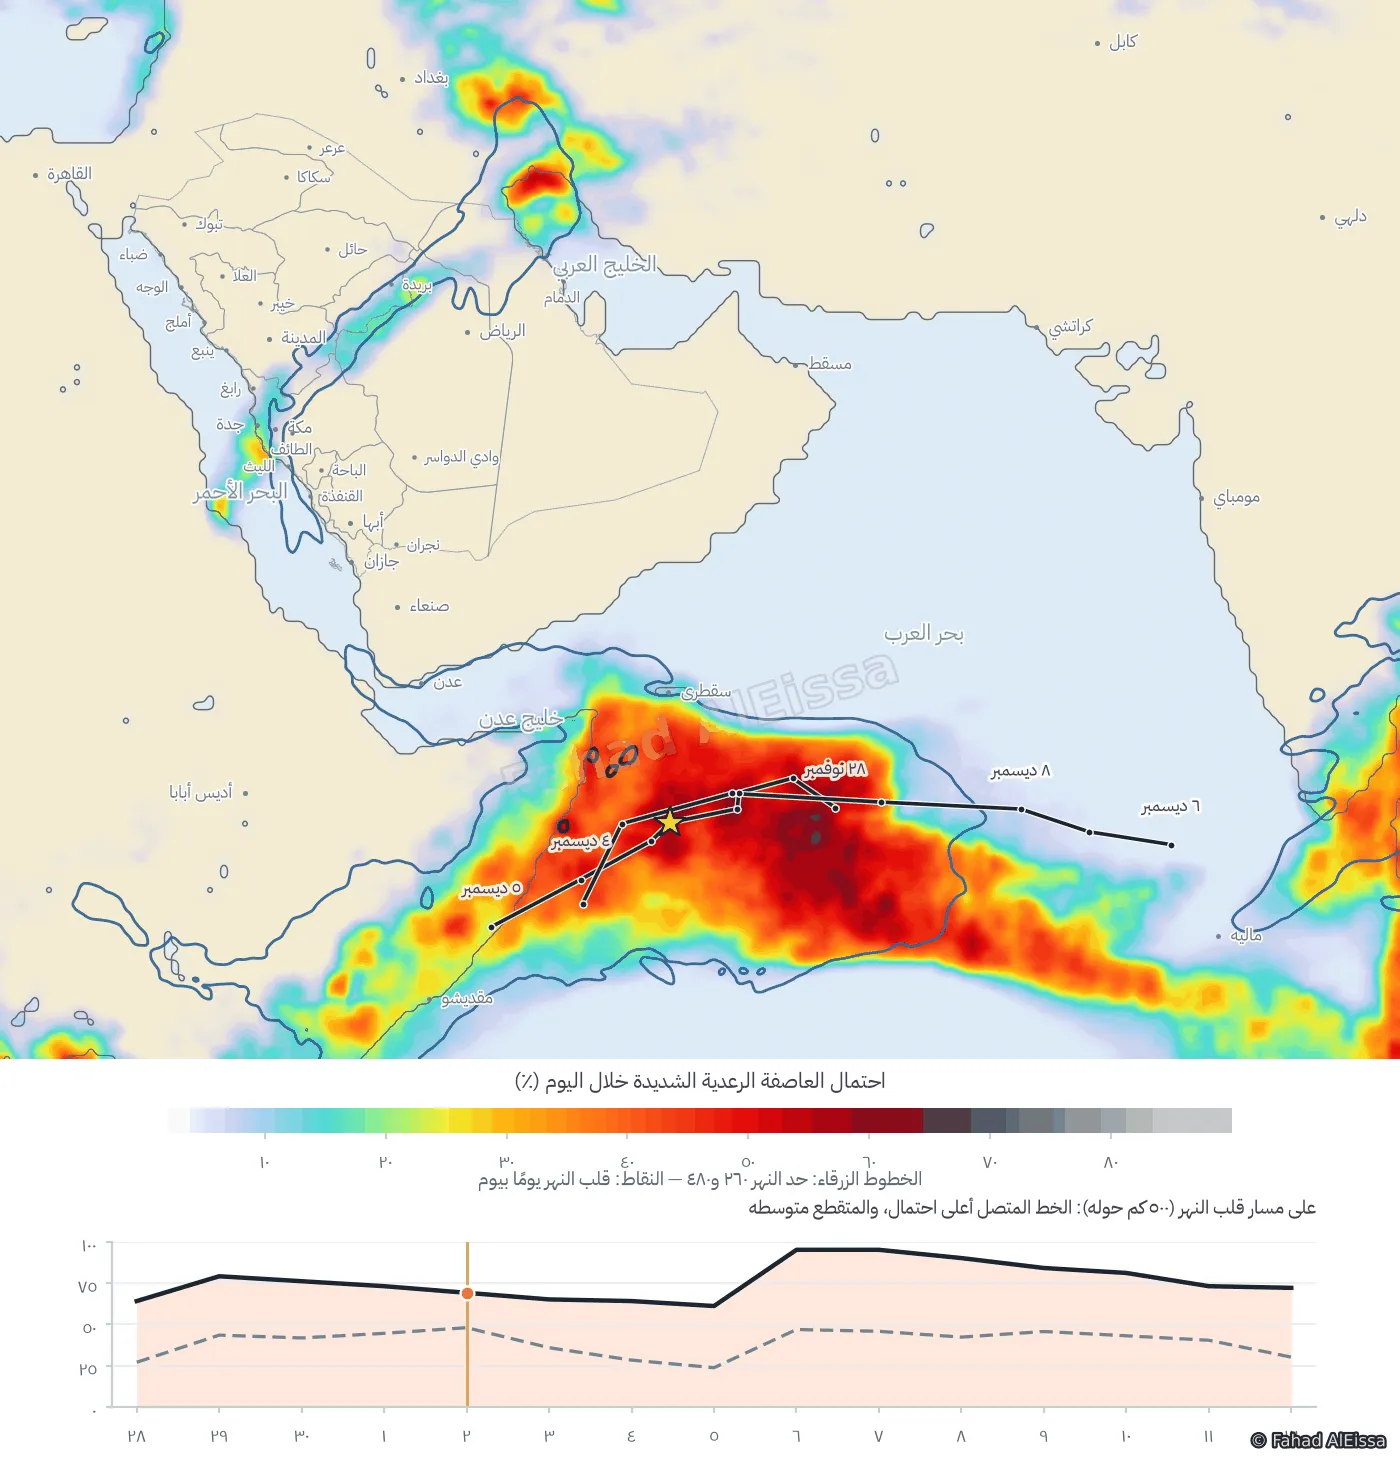 كابل
بغداد
عرعر
القاهرة
سكاكا
دلهي
تبوك
ضباء
حائل
الخليج العربي
العلا
الوجه
بريدة
خيبر
الدمام
أملج
كراتشي
الرياض
المدينة
ينبع
مسقط
رابغ
جدة
مكة
الطائف
وادي الدواسر
الليث
الباحة
البحر الأحمر
القنفذة
مومباي
أبها
نجران
جازان
صنعاء
بحر العرب
عدن
سقطرى
خليج عدن
Fahad AlEissa
٢٨ نوفمبر
٨ ديسمبر
أديس أبابا
٦ ديسمبر
٤ ديسمبر
٥ ديسمبر
ماليه
مقديشو
احتمال العاصفة الرعدية الشديدة خلال اليوم (٪)
١٠ ٢٠ ٣٠ ٤٠ ٥٠ ٦٠ ٧٠ ٨٠
الخطوط الزرقاء: حد النهر ٢٦٠ و٤٨٠ — النقاط: قلب النهر يومًا بيوم
على مسار قلب النهر (٥٠٠ كم حوله): الخط المتصل أعلى احتمال، والمتقطع متوسطه
١٠٠
٧٥
٥٠
٢٥
٠
٢٨ ٢٩ ٣٠ ١ ٢ ٣ ٤ ٥ ٦ ٧ ٨ ٩ ١٠ ١١
© Fahad AlEissa